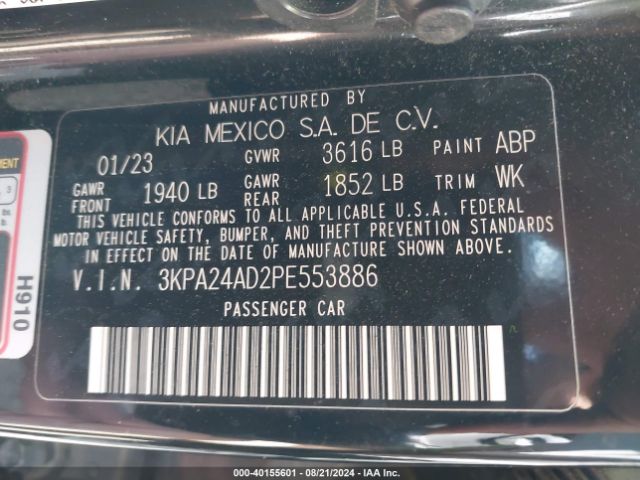 MANUFACTURED BY
KIA MEXICO S.A. DE C.V.
01/23 GVWR 3616 LB PAINT ABP
GAWR FRONT 1940 LB GAWR REAR 1852 LB TRIM WK
THIS VEHICLE CONFORMS TO ALL APPLICABLE U.S.A. FEDERAL
MOTOR VEHICLE SAFETY, BUMPER, AND THEFT PREVENTION STANDARDS
IN EFFECT ON THE DATE OF MANUFACTURE SHOWN ABOVE.
V.I.N. 3KPA24AD2PE553886
PASSENGER CAR
H910
000-40155601 - 08/21/2024 - IAA Inc.